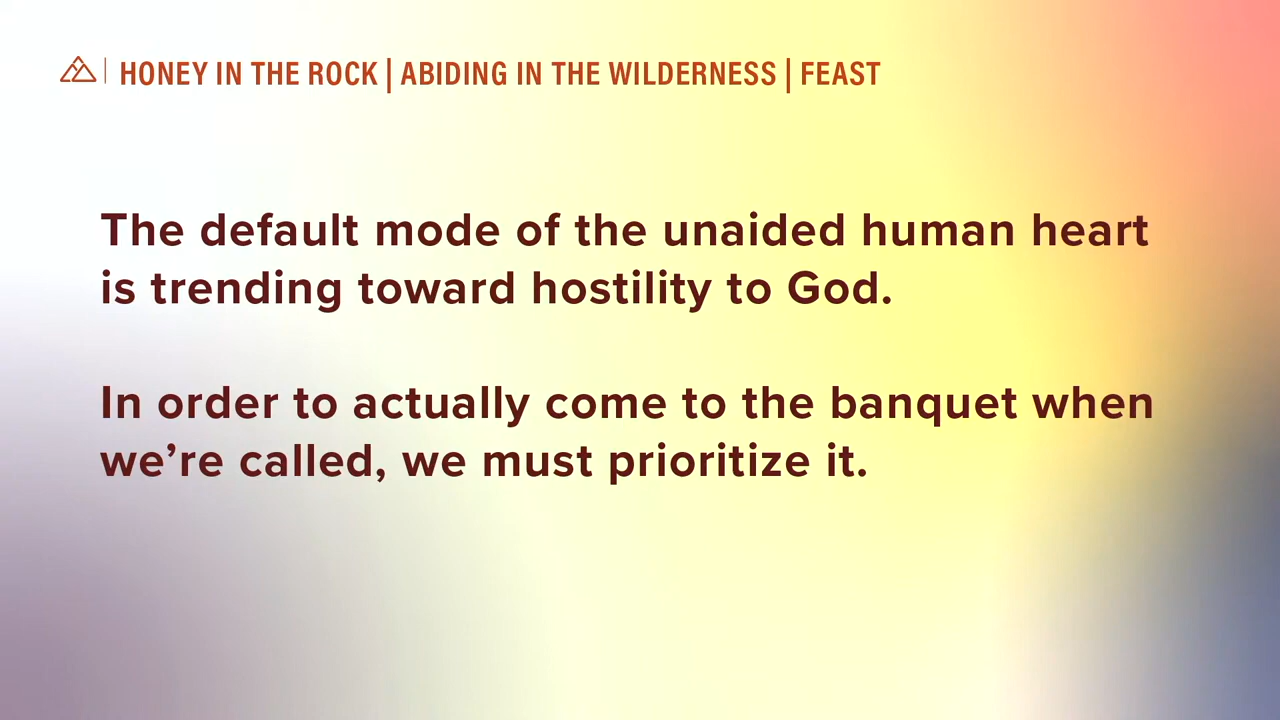 HONEY IN THE ROCK | ABIDING IN THE WILDERNESS | FEAST
The default mode of the unaided human heart
is trending toward hostility to God.
In order to actually come to the banquet when
we’re called, we must prioritize it.